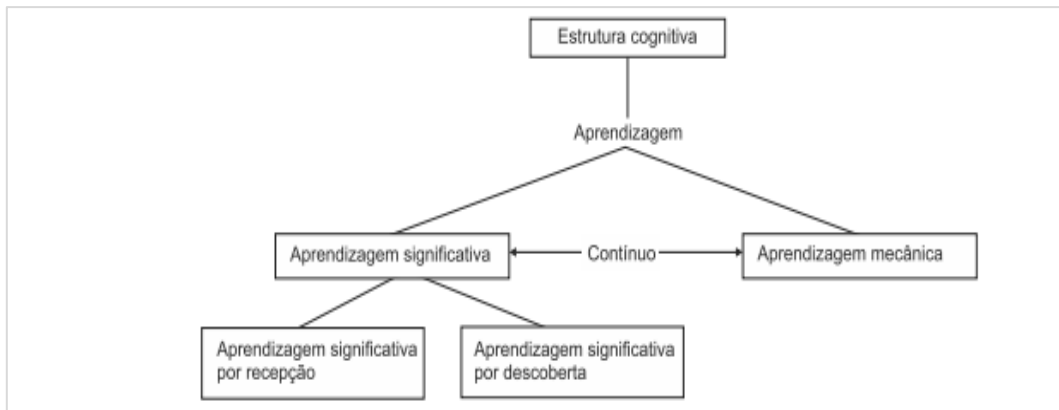 Estrutura cognitiva
Aprendizagem
Aprendizagem significativa
Contínuo
Aprendizagem mecânica
Aprendizagem significativa
por recepção
Aprendizagem significativa
por descoberta